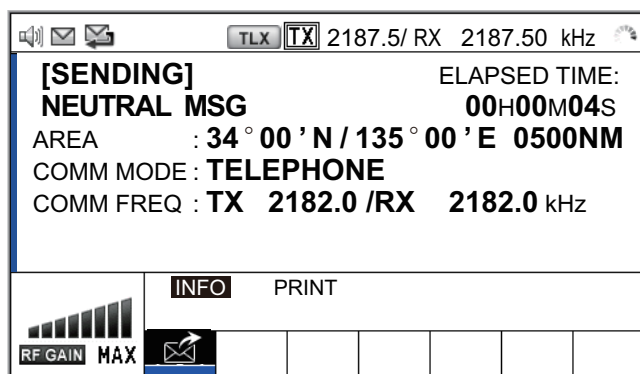 TLX TX 2187.5/ RX 2187.50 kHz
[SENDING] ELAPSED TIME:
NEUTRAL MSG 00H00M04S
AREA : 34°00 ’ N / 135°00 ’ E 0500NM
COMM MODE : TELEPHONE
COMM FREQ : TX 2182.0 /RX 2182.0 kHz
INFO PRINT
RF GAIN MAX